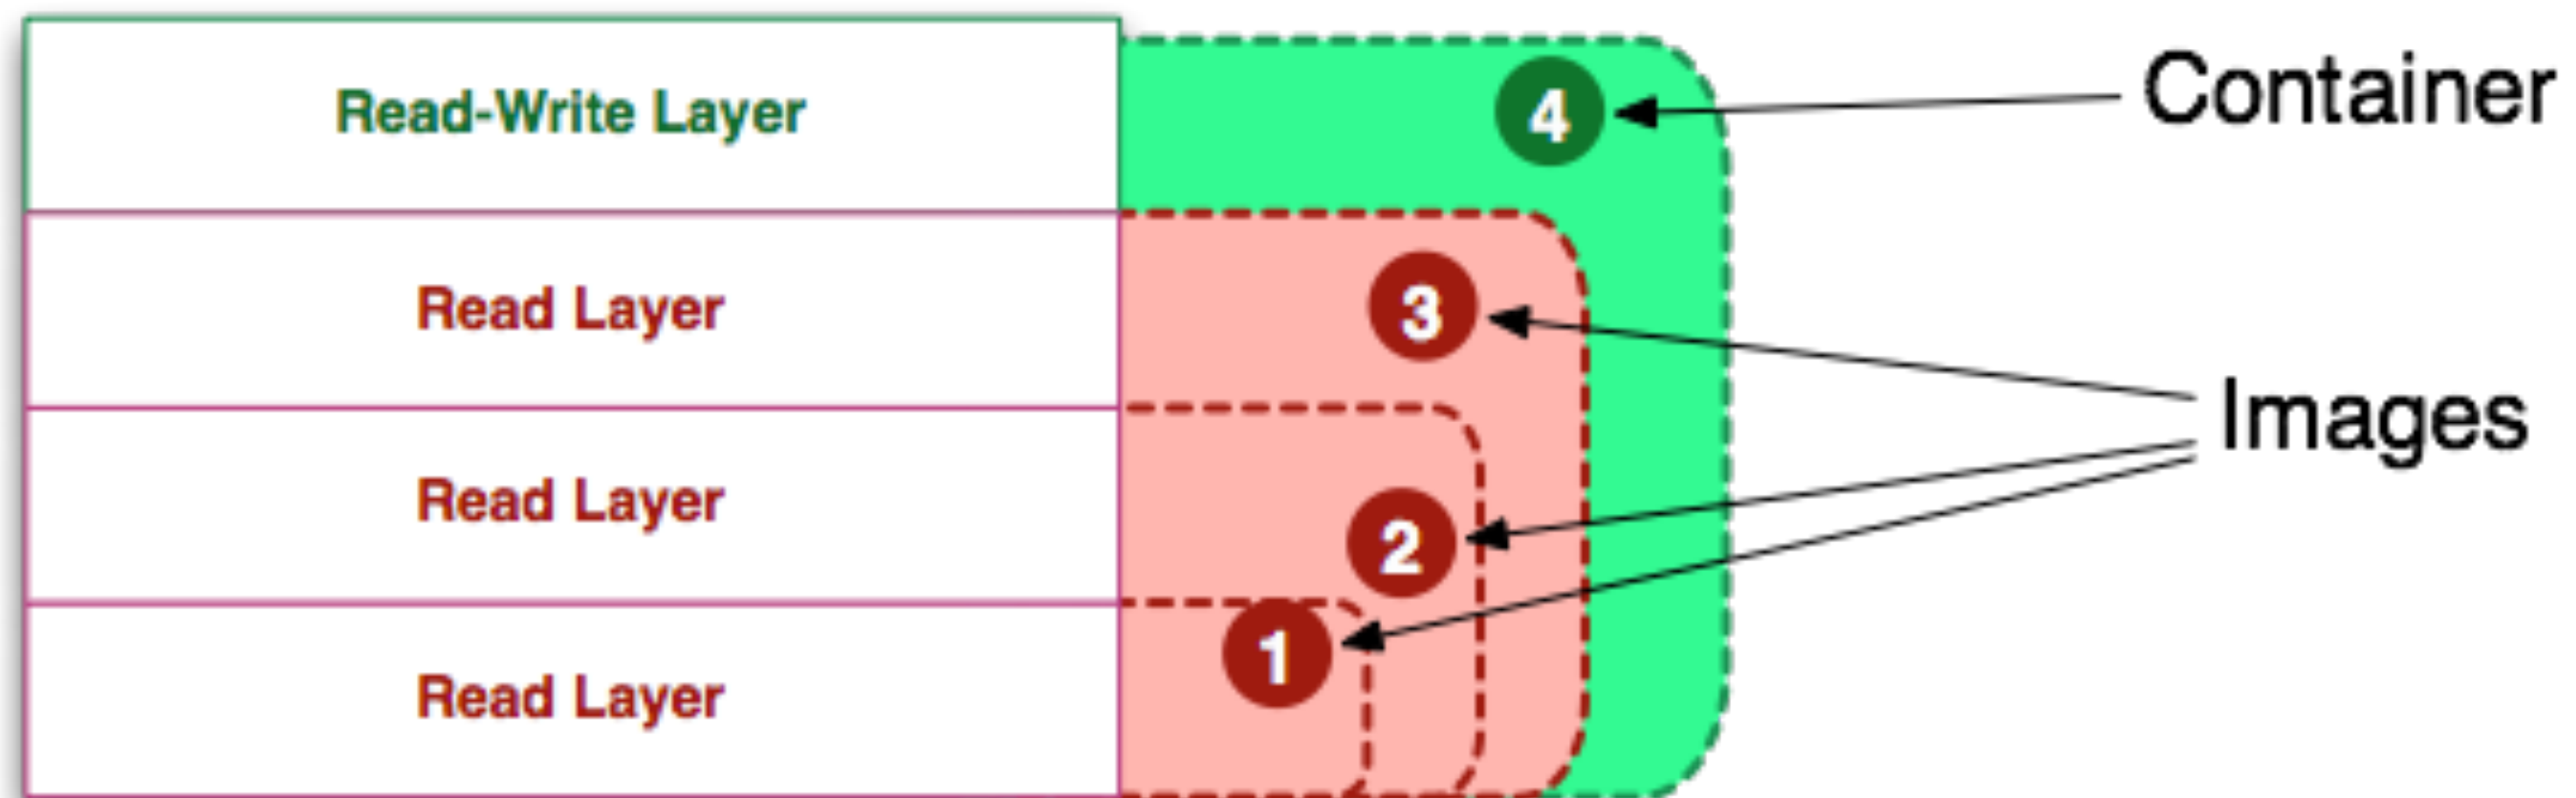 Read-Write Layer
4
Container
Read Layer
3
Images
Read Layer
2
1
Read Layer